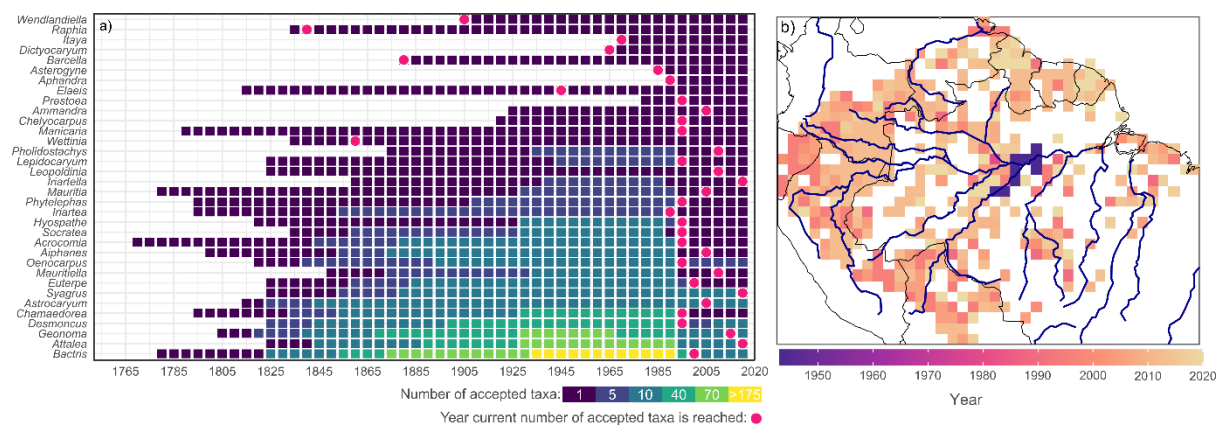 a)
Wendlandiella
Raphia
Itaya
Dictyocaryum
Barcella
Asterogyne
Aphandra
Elaeis
Prestoea
Ammandra
Chelyocarpus
Manicaria
Wettinia
Pholidostachys
Lepidocaryum
Leopoldinia
Iriartella
Mauritia
Phytelephas
Iriartea
Hyospathe
Socratea
Acrocomia
Aiphanes
Oenocarpus
Mauritiella
Euterpe
Syagrus
Astrocaryum
Chamaedorea
Desmoncus
Geonoma
Attalea
Bactris
1765 1785 1805 1825 1845 1865 1885 1905 1925 1945 1965 1985 2005 2020
Number of accepted taxa: 1 5 10 40 70 >175
Year current number of accepted taxa is reached:
b)
1950 1960 1970 1980 1990 2000 2010 2020
Year